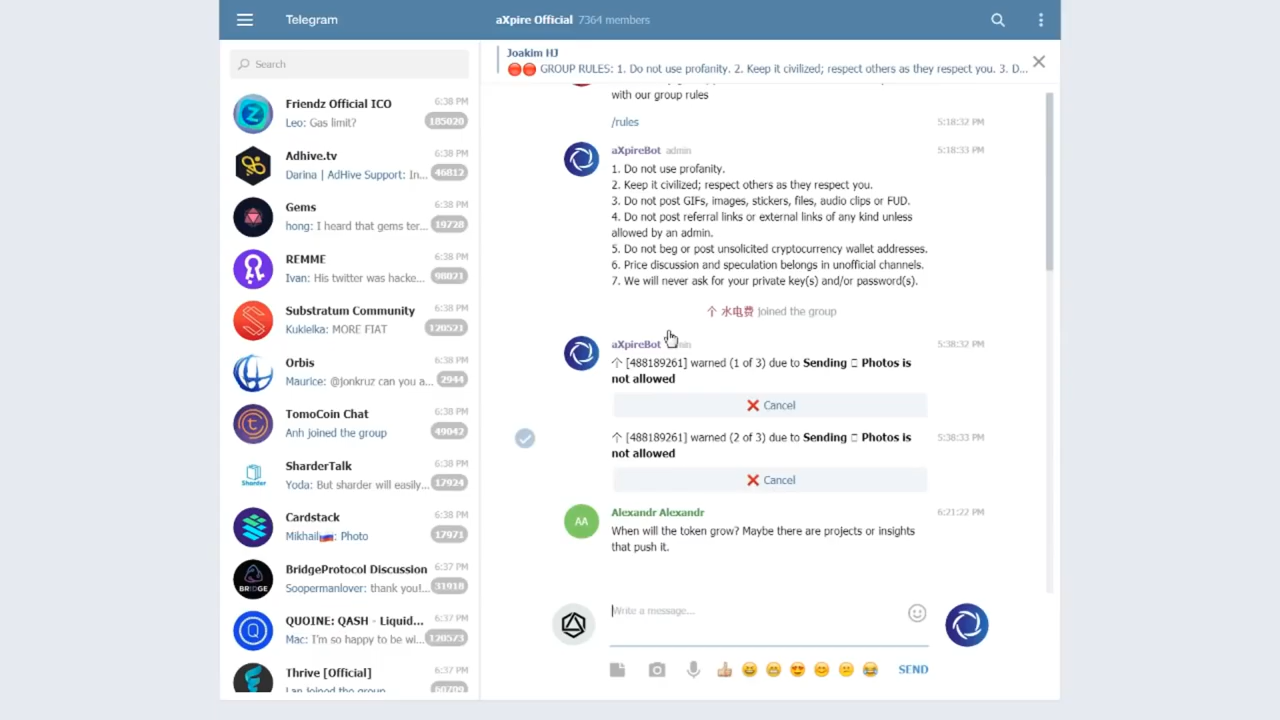 Telegram
aXpire Official 7364 members
Search
Joakim HJ
GROUP RULES: 1. Do not use profanity. 2. Keep it civilized; respect others as they respect you. 3. D...
Friendz Official ICO 6:38 PM
Leo: Gas limit? 185020
Adhive.tv 6:38 PM
Darina | AdHive Support: In... 46812
Gems 6:38 PM
hong: I heard that gems ter... 19728
REMME 6:38 PM
Ivan: His twitter was hacke... 98021
Substratum Community 6:38 PM
Kukielka: MORE FIAT 120521
Orbis 6:38 PM
Maurice: @jonkruz can you a... 2944
TomoCoin Chat 6:38 PM
Anh joined the group 49042
SharderTalk 6:38 PM
Yoda: But sharder will easily... 17924
Sharder
Cardstack 6:38 PM
Mikhail: Photo 17971
BridgeProtocol Discussion 6:37 PM
Soopermanlover: thank you!... 31918
BRIDGE
QUOINE: QASH - Liquid... 6:37 PM
Mac: I'm so happy to be wi... 120573
Thrive [Official] 6:37 PM
Lan joined the group 60709
with our group rules
/rules 5:18:32 PM
aXpireBot admin 5:18:33 PM
1. Do not use profanity.
2. Keep it civilized; respect others as they respect you.
3. Do not post GIFs, images, stickers, files, audio clips or FUD.
4. Do not post referral links or external links of any kind unless
allowed by an admin.
5. Do not beg or post unsolicited cryptocurrency wallet addresses.
6. Price discussion and speculation belongs in unofficial channels.
7. We will never ask for your private key(s) and/or password(s).
个 水电费 joined the group
aXpireBot 5:38:32 PM
个 [488189261] warned (1 of 3) due to Sending Photos is
not allowed
Cancel
个 [488189261] warned (2 of 3) due to Sending Photos is 5:38:33 PM
not allowed
Cancel
AA
Alexandr Alexandr 6:21:22 PM
When will the token grow? Maybe there are projects or insights
that push it.
Write a message...
SEND